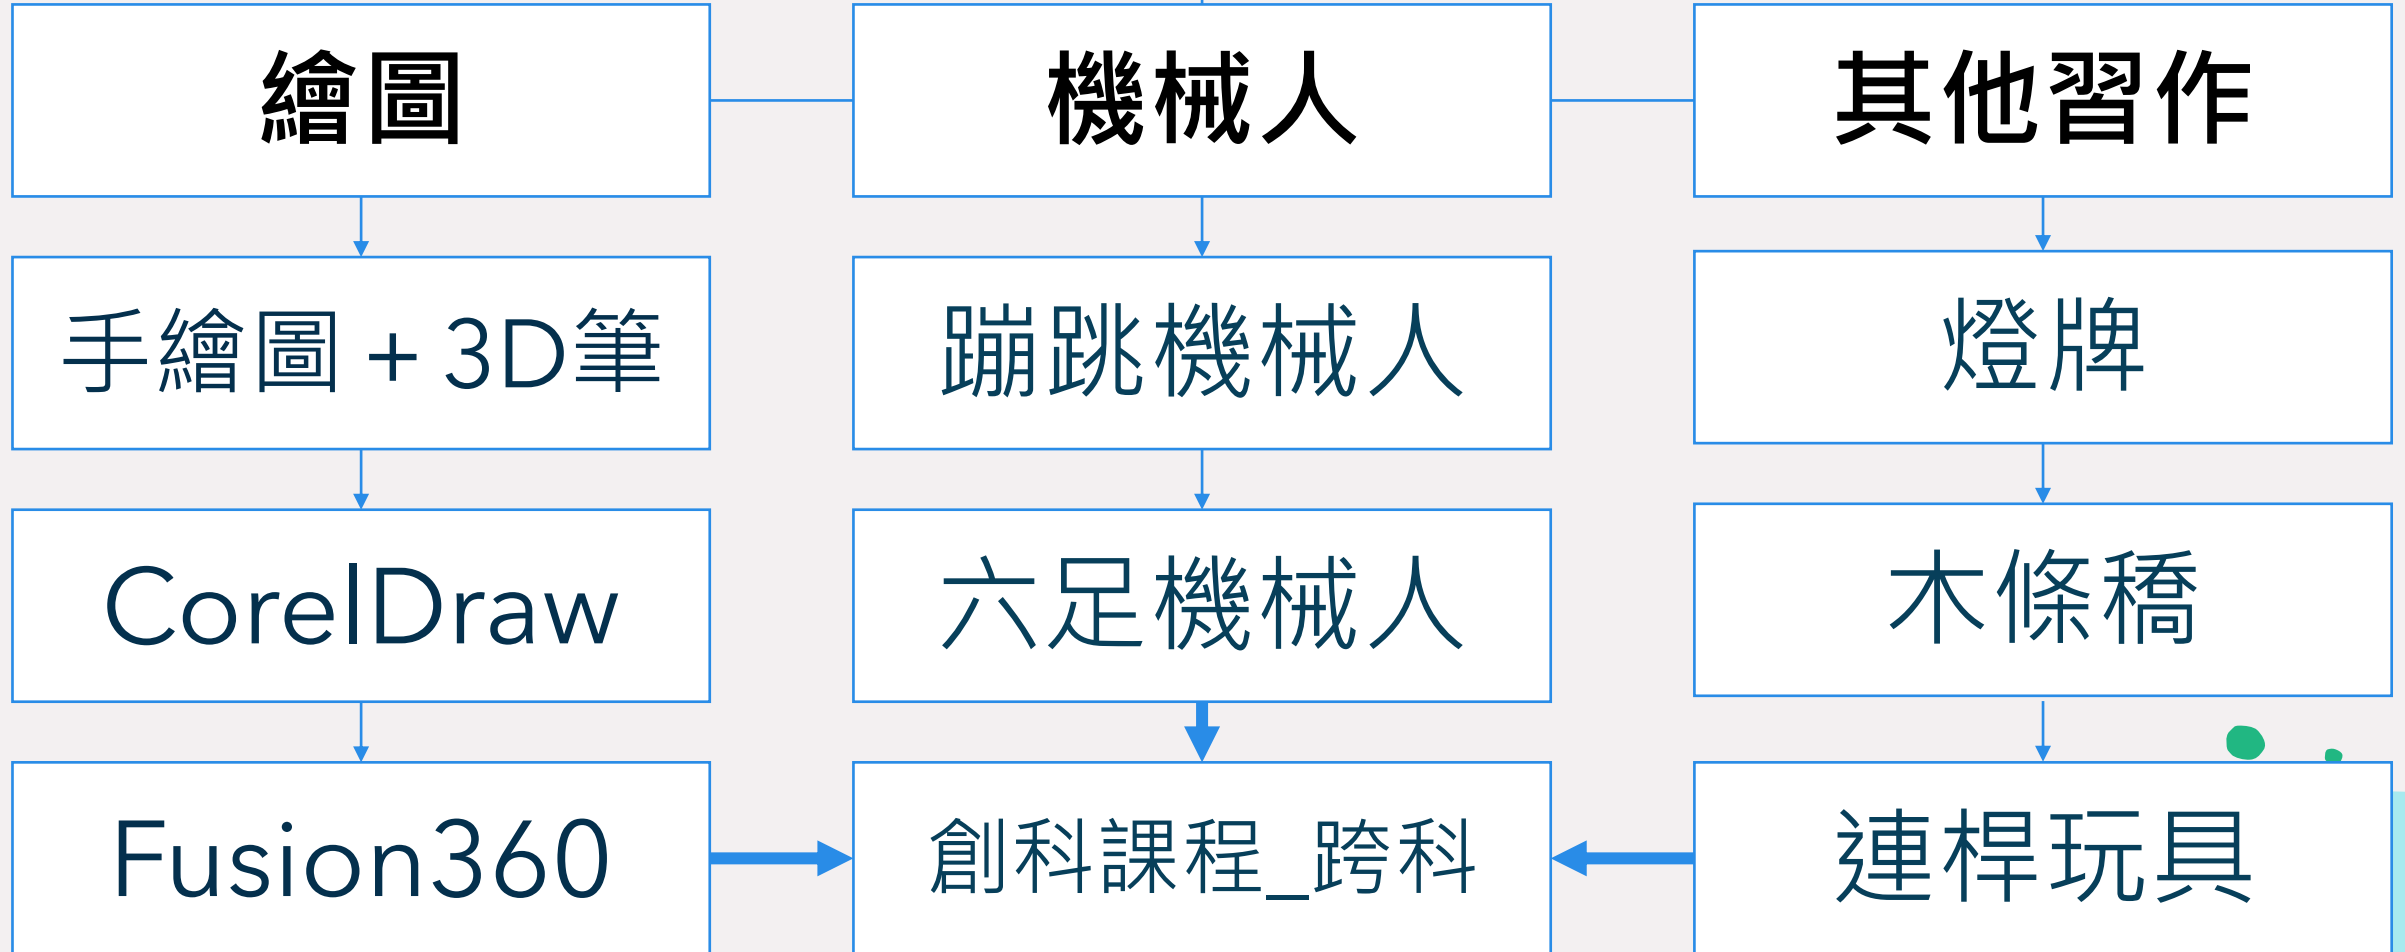 繪圖
機械人
其他習作
手繪圖 + 3D筆
蹦跳機械人
燈牌
CorelDraw
六足機械人
木條穚
Fusion360
創科課程_跨科
連桿玩具